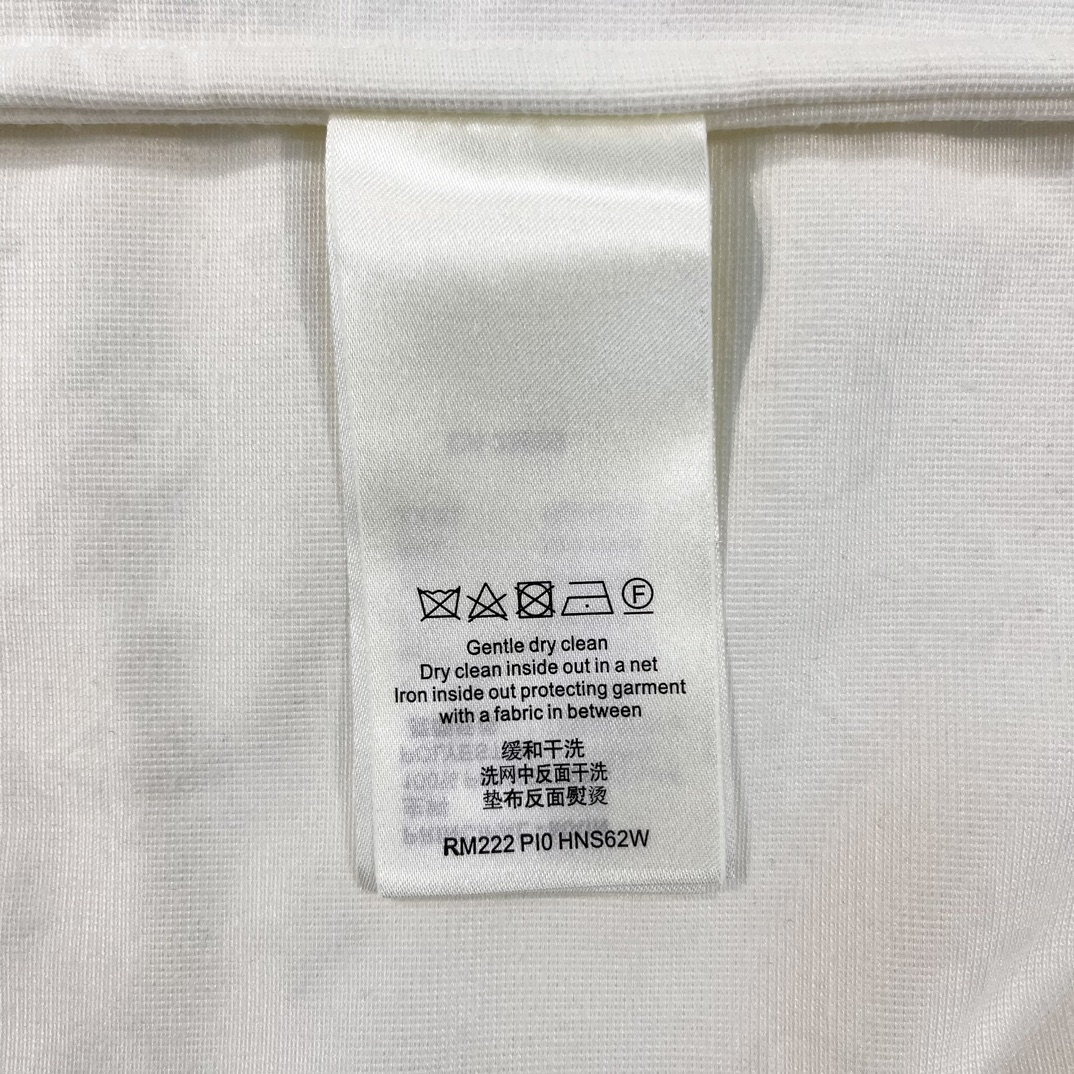 F
Gentle dry clean
Dry clean inside out in a net
Iron inside out protecting garment
with a fabric in between
缓和干洗
洗网中反面干洗
垫布反面熨烫
RM222 PI0 HNS62W